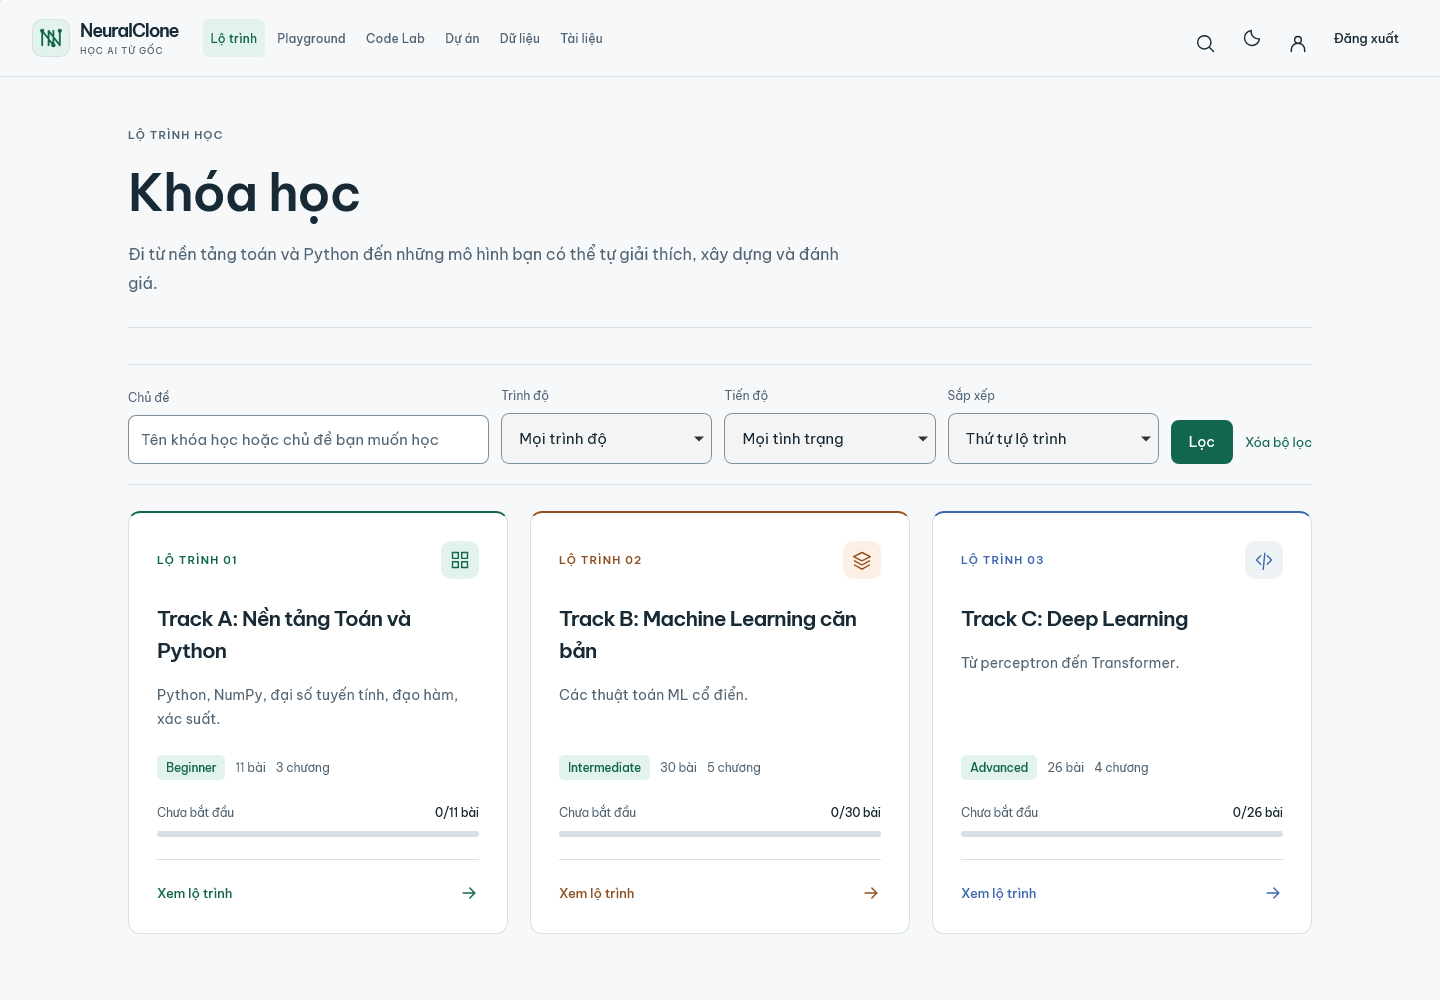 NeuralClone
HỌC AI TỪ GỐC
Lộ trình
Playground
Code Lab
Dự án
Dữ liệu
Tài liệu
Đăng xuất
LỘ TRÌNH HỌC
Khóa học
Đi từ nền tảng toán và Python đến những mô hình bạn có thể tự giải thích, xây dựng và đánh
giá.
Chủ đề
Trình độ
Tiến độ
Sắp xếp
Tên khóa học hoặc chủ đề bạn muốn học
Mọi trình độ
Mọi tình trạng
Thứ tự lộ trình
Lọc
Xóa bộ lọc
LỘ TRÌNH 01
Track A: Nền tảng Toán và
Python
Python, NumPy, đại số tuyến tính, đạo hàm,
xác suất.
Beginner 11 bài 3 chương
Chưa bắt đầu 0/11 bài
Xem lộ trình
LỘ TRÌNH 02
Track B: Machine Learning căn
bản
Các thuật toán ML cổ điển.
Intermediate 30 bài 5 chương
Chưa bắt đầu 0/30 bài
Xem lộ trình
LỘ TRÌNH 03
Track C: Deep Learning
Từ perceptron đến Transformer.
Advanced 26 bài 4 chương
Chưa bắt đầu 0/26 bài
Xem lộ trình